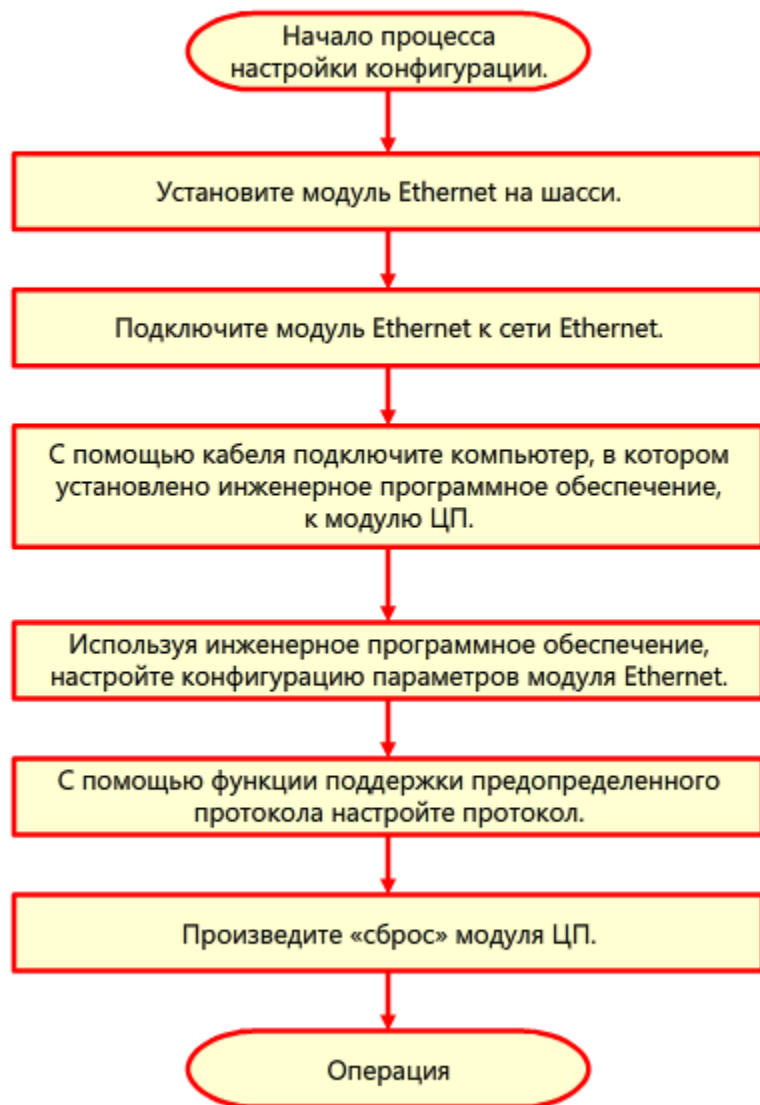 Начало процесса
настройки конфигурации.
Установите модуль Ethernet на шасси.
Подключите модуль Ethernet к сети Ethernet.
С помощью кабеля подключите компьютер, в котором
установлено инженерное программное обеспечение,
к модулю ЦП.
Используя инженерное программное обеспечение,
настройте конфигурацию параметров модуля Ethernet.
С помощью функции поддержки предопределенного
протокола настройте протокол.
Произведите «сброс» модуля ЦП.
Операция